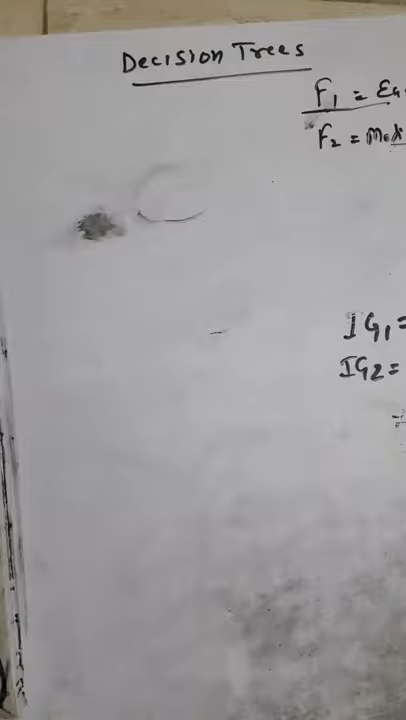 Decision Trees
F1 =
F2 =
IG1 =
IG2 =